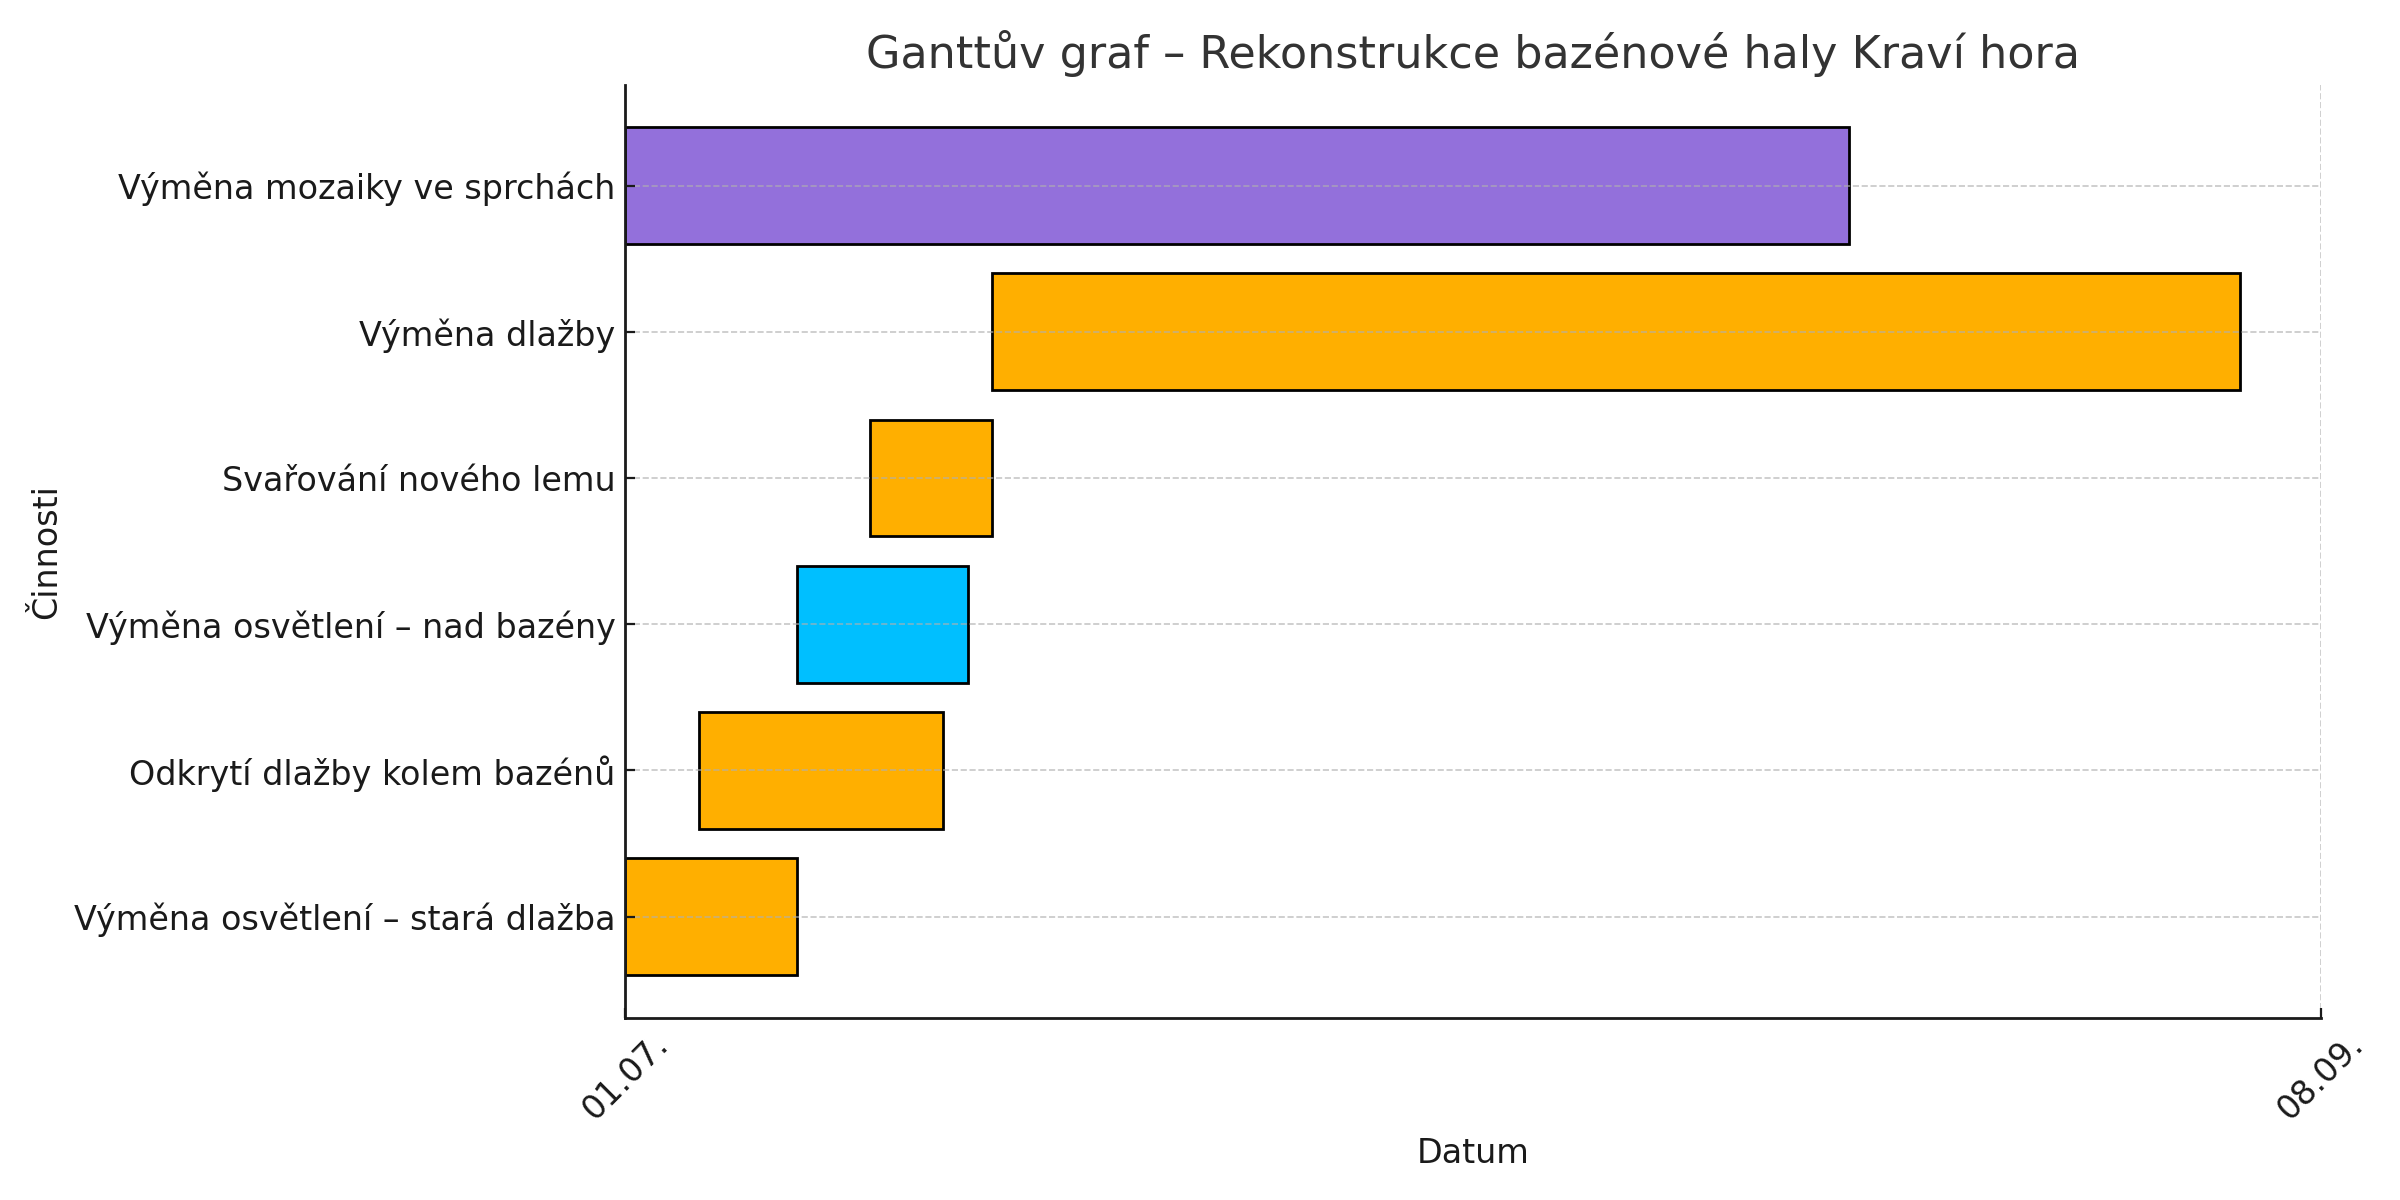 Ganttův graf – Rekonstrukce bazénové haly Kraví hora
Činnosti
Výměna mozaiky ve sprchách
Výměna dlažby
Svařování nového lemu
Výměna osvětlení – nad bazény
Odkrytí dlažby kolem bazénů
Výměna osvětlení – stará dlažba
01.07.
08.09.
Datum